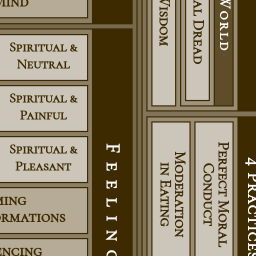 MIND
SPIRITUAL &
NEUTRAL
SPIRITUAL &
PAINFUL
SPIRITUAL &
PLEASANT
FEELING
WISDOM
DREAD
WORLD
MODERATION
IN EATING
PERFECT MORAL
CONDUCT
4 PRACTICES